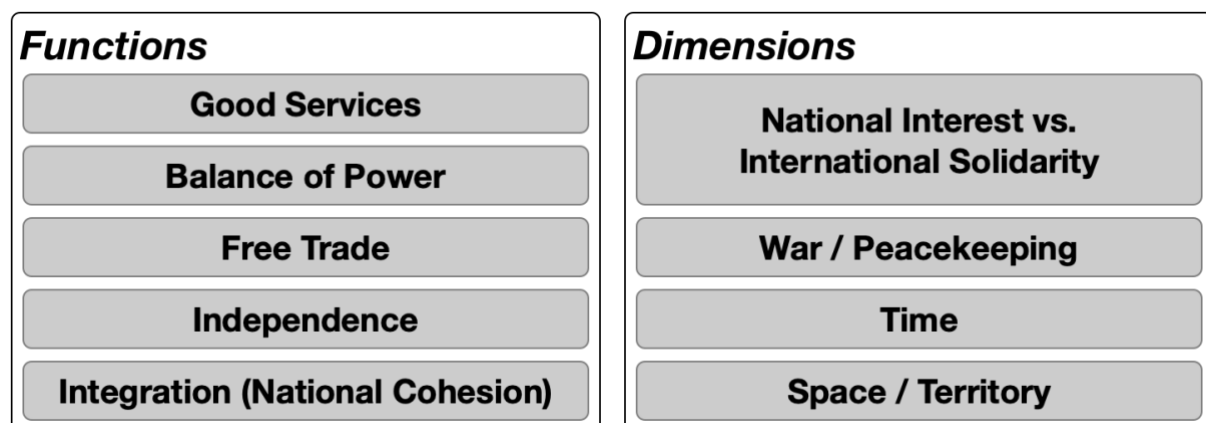 Functions
Good Services
Balance of Power
Free Trade
Independence
Integration (National Cohesion)
Dimensions
National Interest vs.
International Solidarity
War / Peacekeeping
Time
Space / Territory